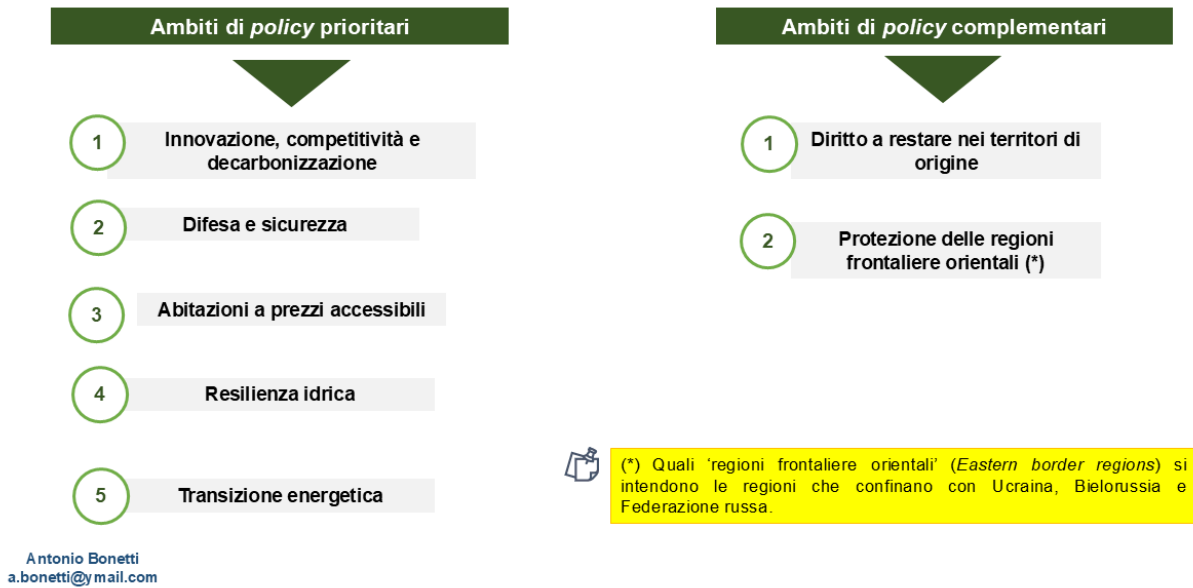 Ambiti di policy prioritari
1
Innovazione, competitività e
decarbonizzazione
2
Difesa e sicurezza
3
Abitazioni a prezzi accessibili
4
Resilienza idrica
5
Transizione energetica
Antonio Bonetti
a.bonetti@ymail.com
Ambiti di policy complementari
1
Diritto a restare nei territori di
origine
2
Protezione delle regioni
frontaliere orientali (*)
(*) Quali ‘regioni frontaliere orientali’ (Eastern border regions) si
intendono le regioni che confinano con Ucraina, Bielorussia e
Federazione russa.